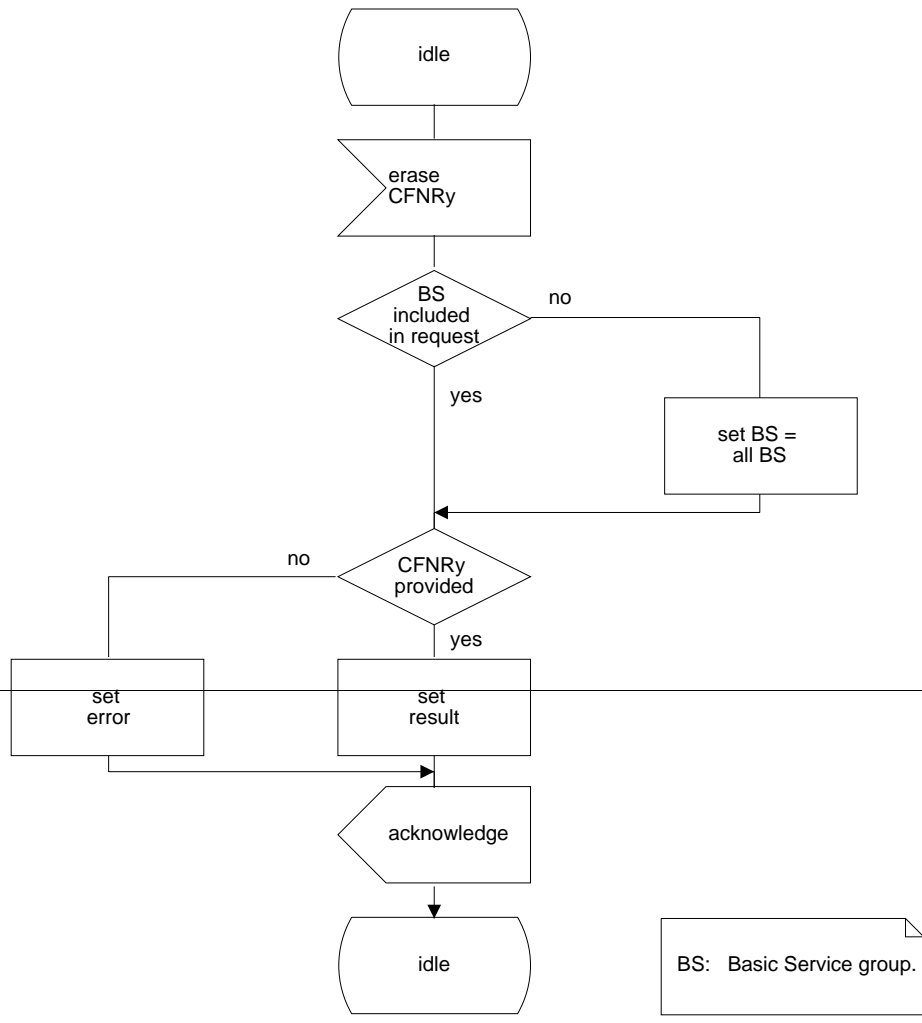 idle
erase
CFNRy
BS
included
in request
no
yes
set BS =
all BS
no
CFNRy
provided
yes
set
error
set
result
acknowledge
idle
BS: Basic Service group.